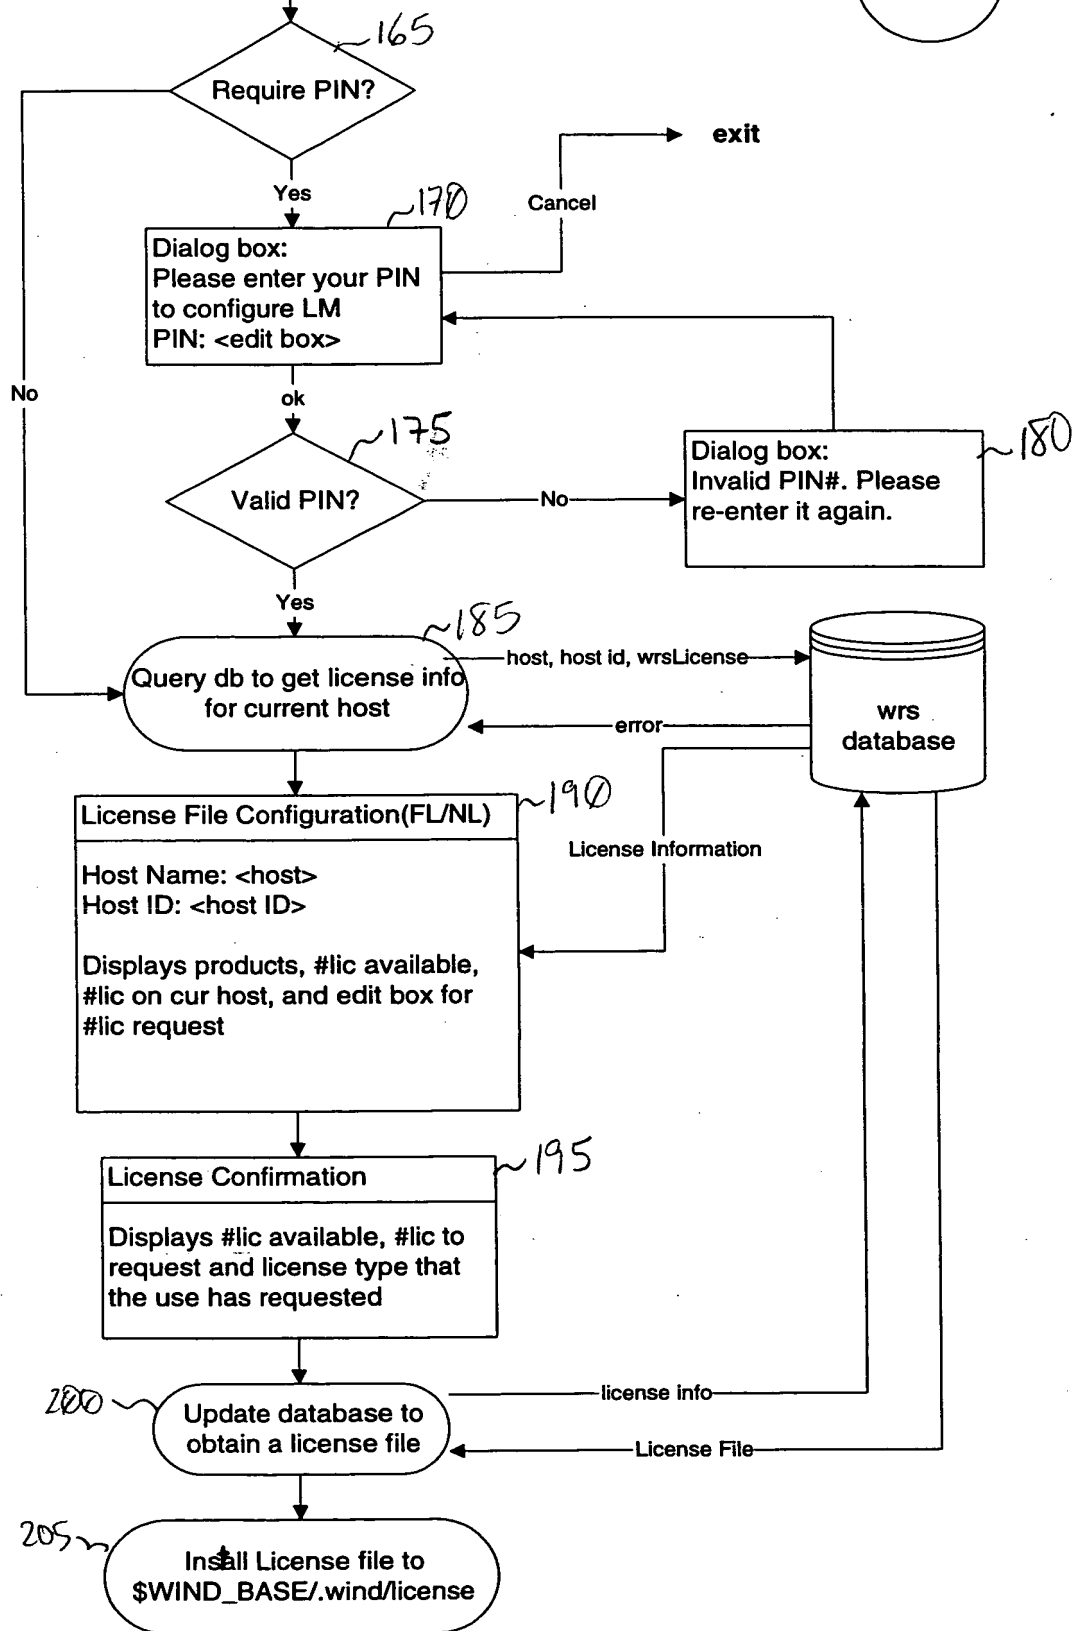 165
Require PIN?
exit
Yes
Cancel
170
Dialog box:
Please enter your PIN
to configure LM
PIN: <edit box>
No
ok
175
Valid PIN?
No
180
Dialog box:
Invalid PIN#. Please
re-enter it again.
Yes
185
Query db to get license info
for current host
host, host id, wrsLicense
error
wrs
database
190
License File Configuration(FL/NL)
Host Name: <host>
Host ID: <host ID>
Displays products, #lic available,
#lic on cur host, and edit box for
#lic request
License Information
195
License Confirmation
Displays #lic available, #lic to
request and license type that
the use has requested
200
Update database to
obtain a license file
license info
License File
205
Install License file to
$WIND_BASE/.wind/license